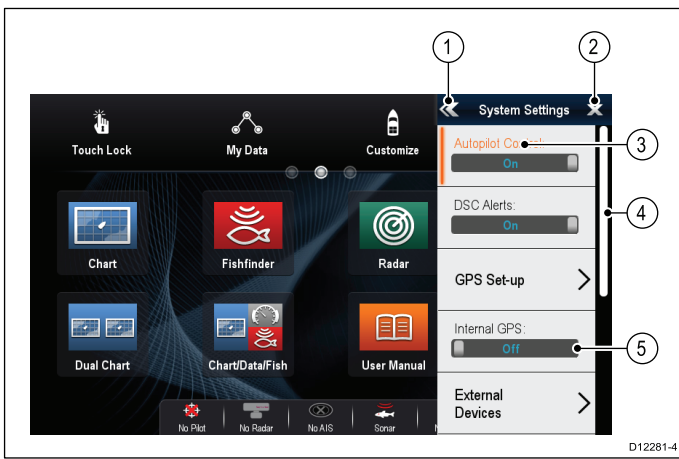 1
2
System Settings
Touch Lock
My Data
Customize
Autopilot Control:
On
3
DSC Alerts:
On
4
Chart
Fishfinder
Radar
GPS Set-up
Internal GPS:
Off
5
Dual Chart
Chart/Data/Fish
User Manual
External
Devices
No Pilot
No Radar
No AIS
Sonar
D12281-4